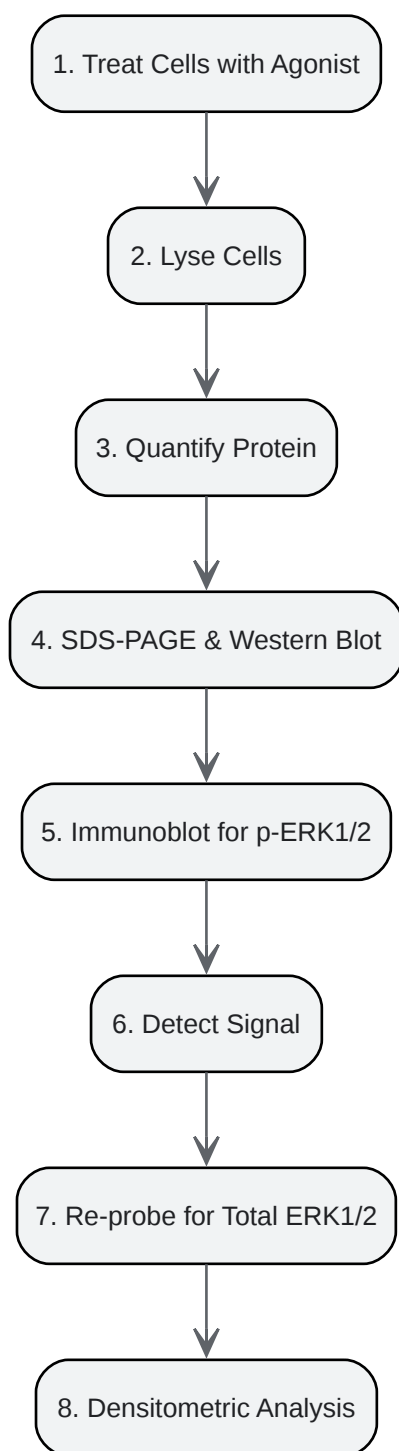 1. Treat Cells with Agonist
2. Lyse Cells
3. Quantify Protein
4. SDS-PAGE & Western Blot
5. Immunoblot for p-ERK1/2
6. Detect Signal
7. Re-probe for Total ERK1/2
8. Densitometric Analysis